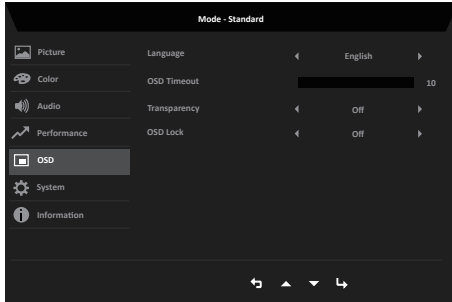 Mode - Standard
Picture
Language English
Color
OSD Timeout 10
Audio
Transparency Off
Performance
OSD Lock Off
OSD
System
Information